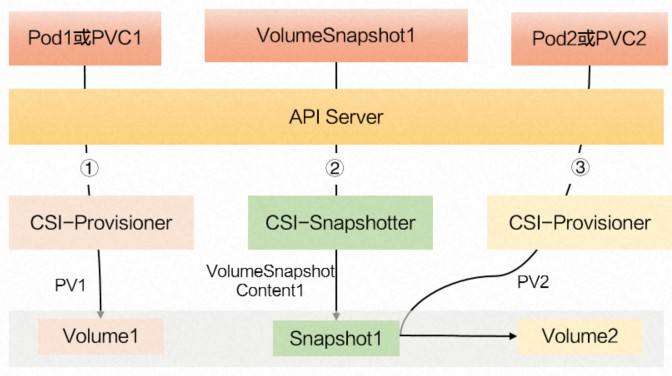 Pod1或PVC1
VolumeSnapshot1
Pod2或PVC2
API Server
①
②
③
CSI-Provisioner
CSI-Snapshotter
CSI-Provisioner
PV1
VolumeSnapshot
Content1
PV2
Volume1
Snapshot1
Volume2